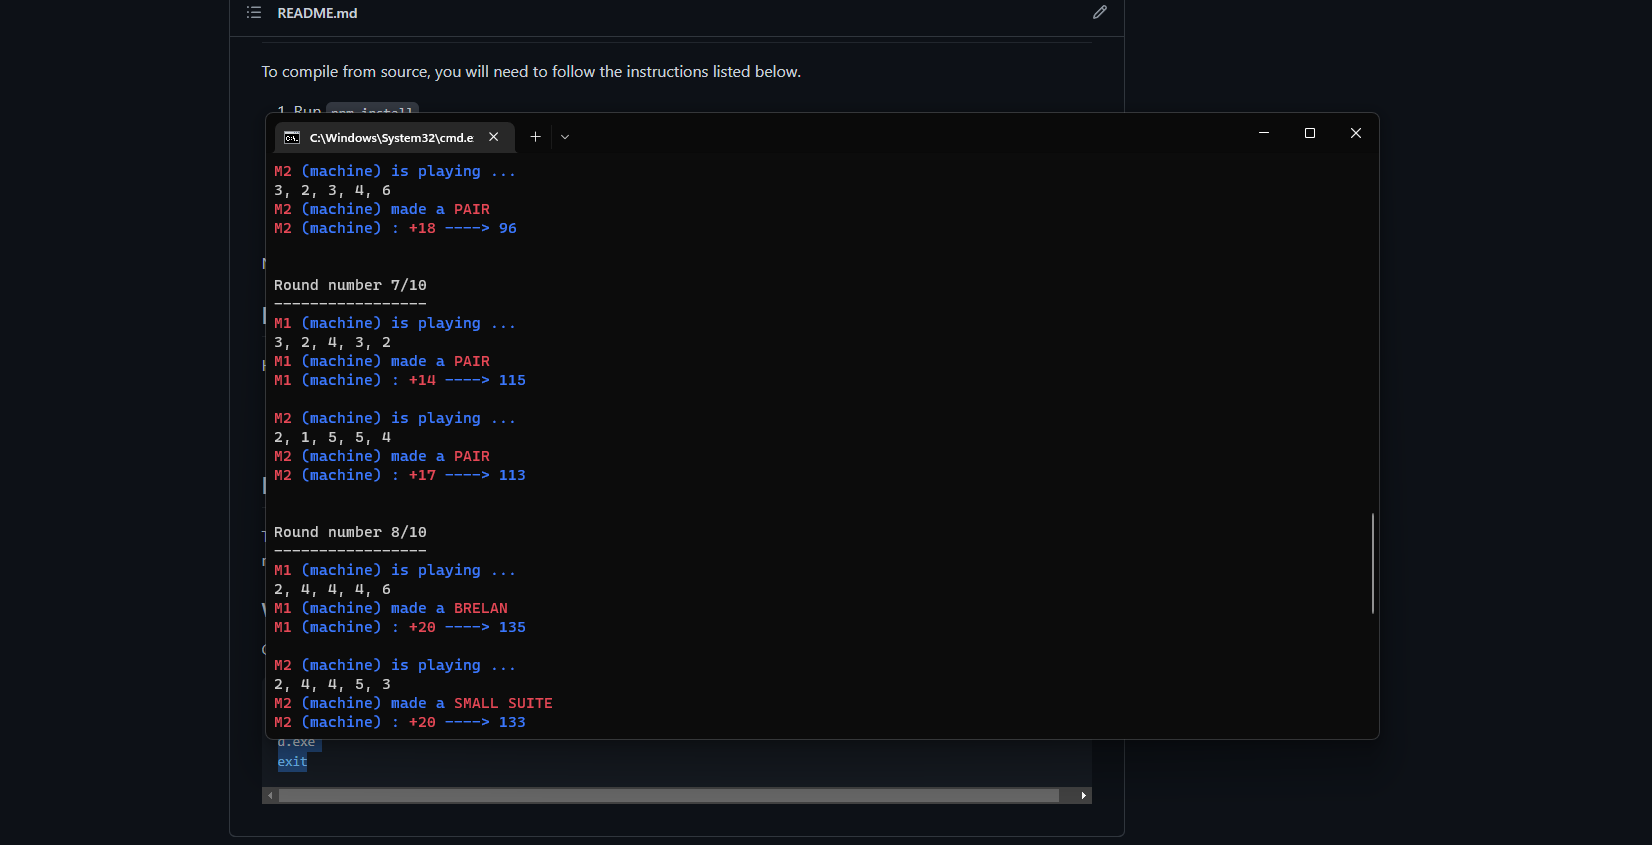 README.md
To compile from source, you will need to follow the instructions listed below.
1. Run npm install
C:\Windows\System32\cmd.e
M2 (machine) is playing ...
3, 2, 3, 4, 6
M2 (machine) made a PAIR
M2 (machine) : +18 ----> 96
Round number 7/10
-----------------
M1 (machine) is playing ...
3, 2, 4, 3, 2
M1 (machine) made a PAIR
M1 (machine) : +14 ----> 115
M2 (machine) is playing ...
2, 1, 5, 5, 4
M2 (machine) made a PAIR
M2 (machine) : +17 ----> 113
Round number 8/10
-----------------
M1 (machine) is playing ...
2, 4, 4, 4, 6
M1 (machine) made a BRELAN
M1 (machine) : +20 ----> 135
M2 (machine) is playing ...
2, 4, 4, 5, 3
M2 (machine) made a SMALL SUITE
M2 (machine) : +20 ----> 133
d.exe
exit